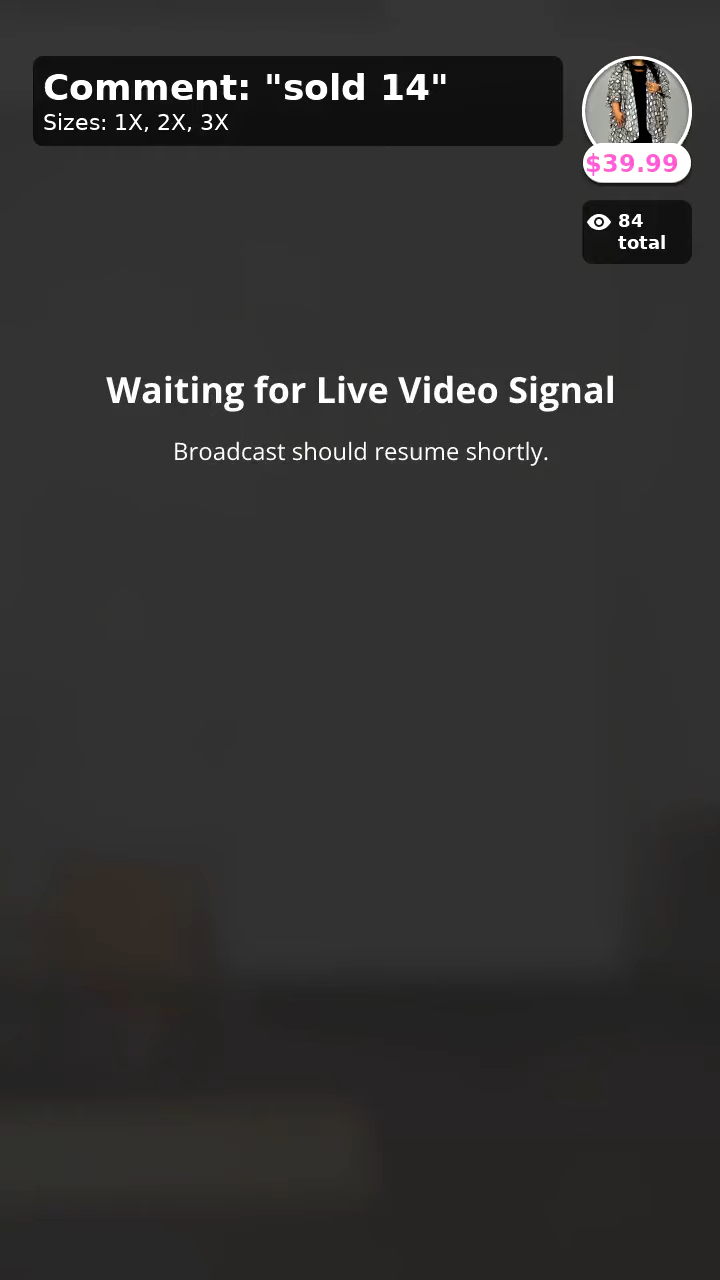 Comment: "sold 14"
Sizes: 1X, 2X, 3X
$39.99
84
total
Waiting for Live Video Signal
Broadcast should resume shortly.